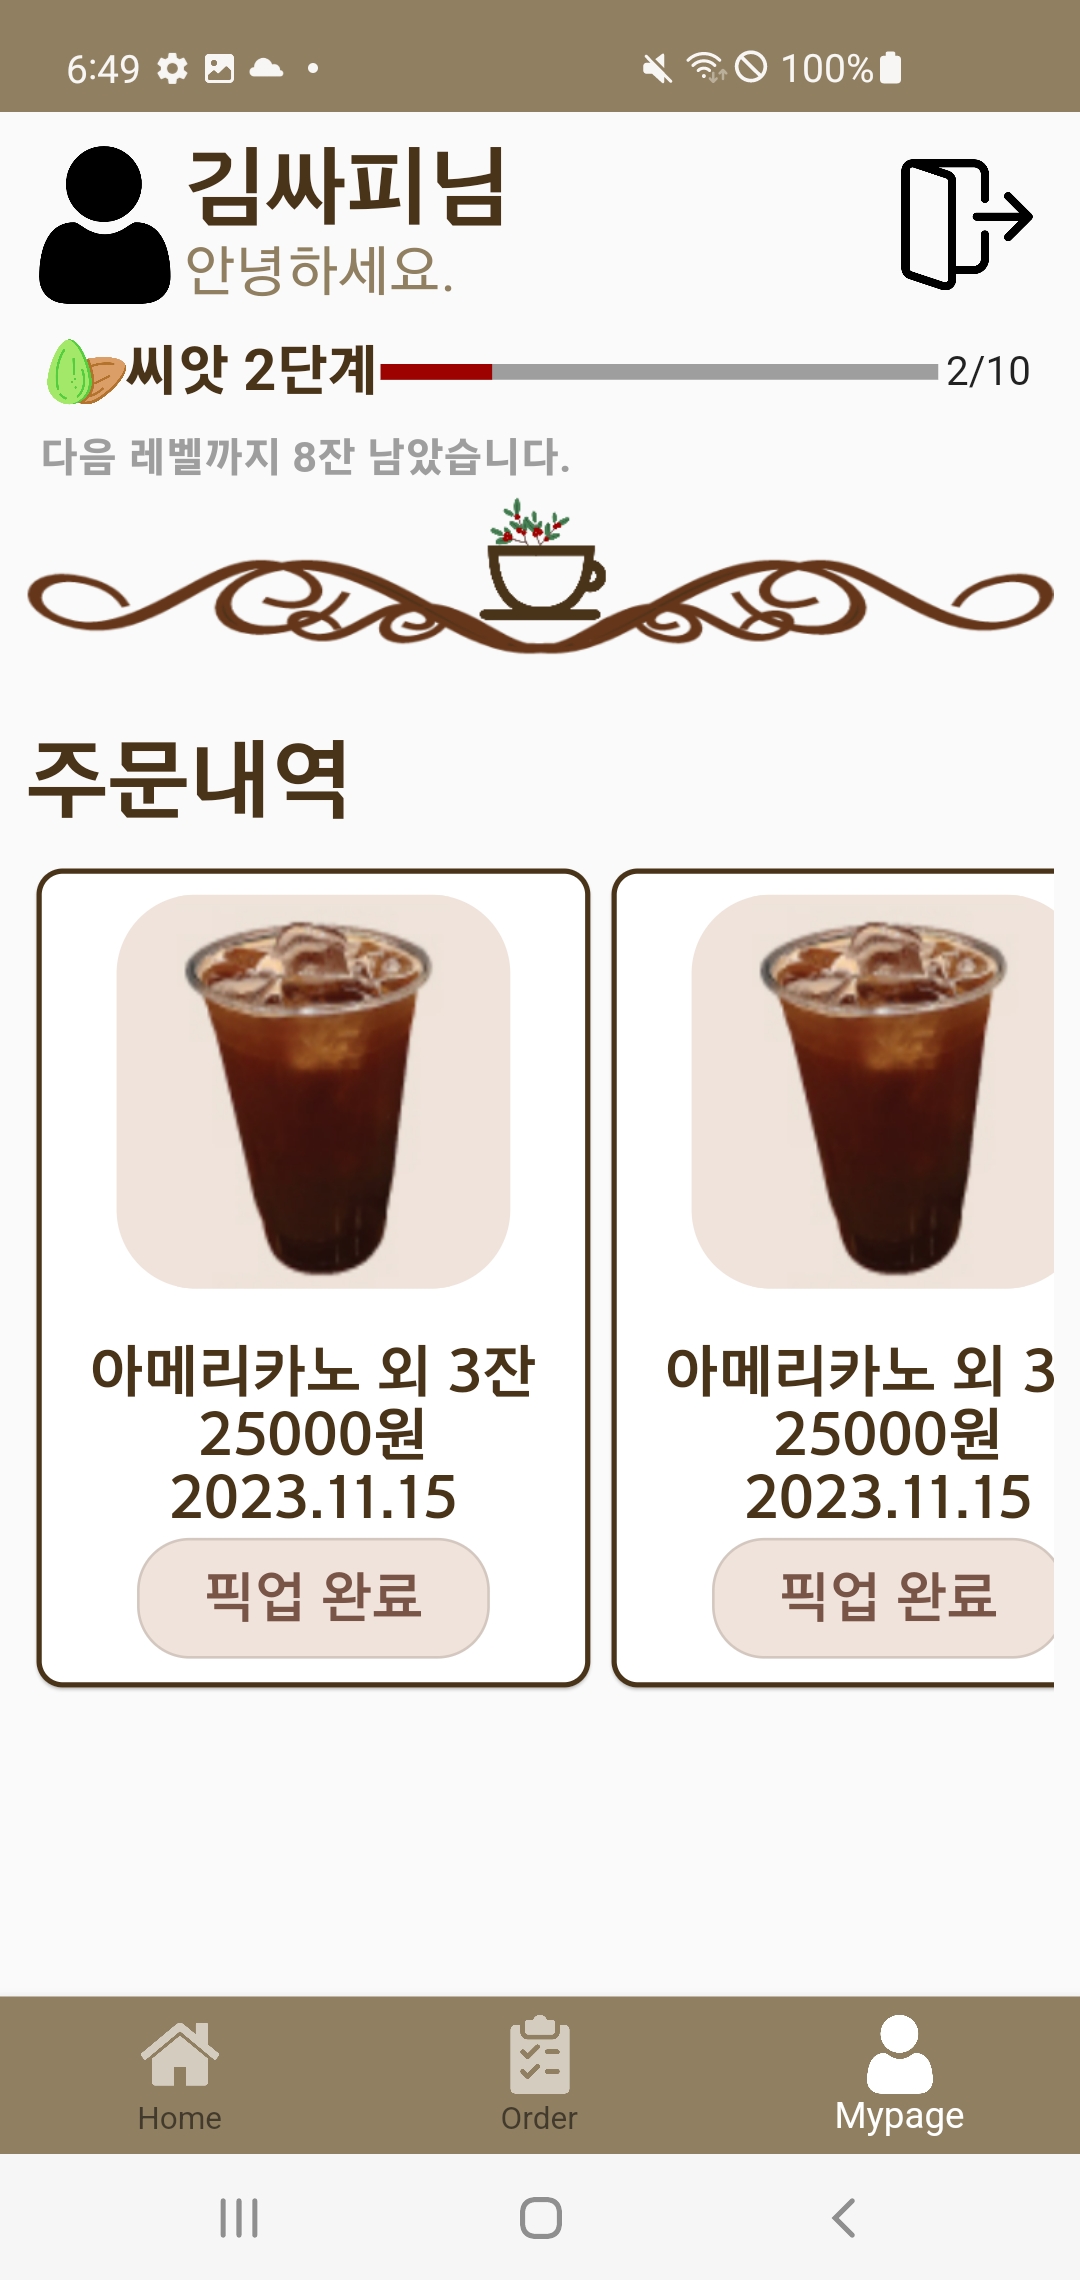 6:49
100%
김싸피님
안녕하세요.
씨앗 2단계
2/10
다음 레벨까지 8잔 남았습니다.
주문내역
아메리카노 외 3잔
25000원
2023.11.15
픽업 완료
아메리카노 외 3
25000원
2023.11.15
픽업 완료
Home
Order
Mypage